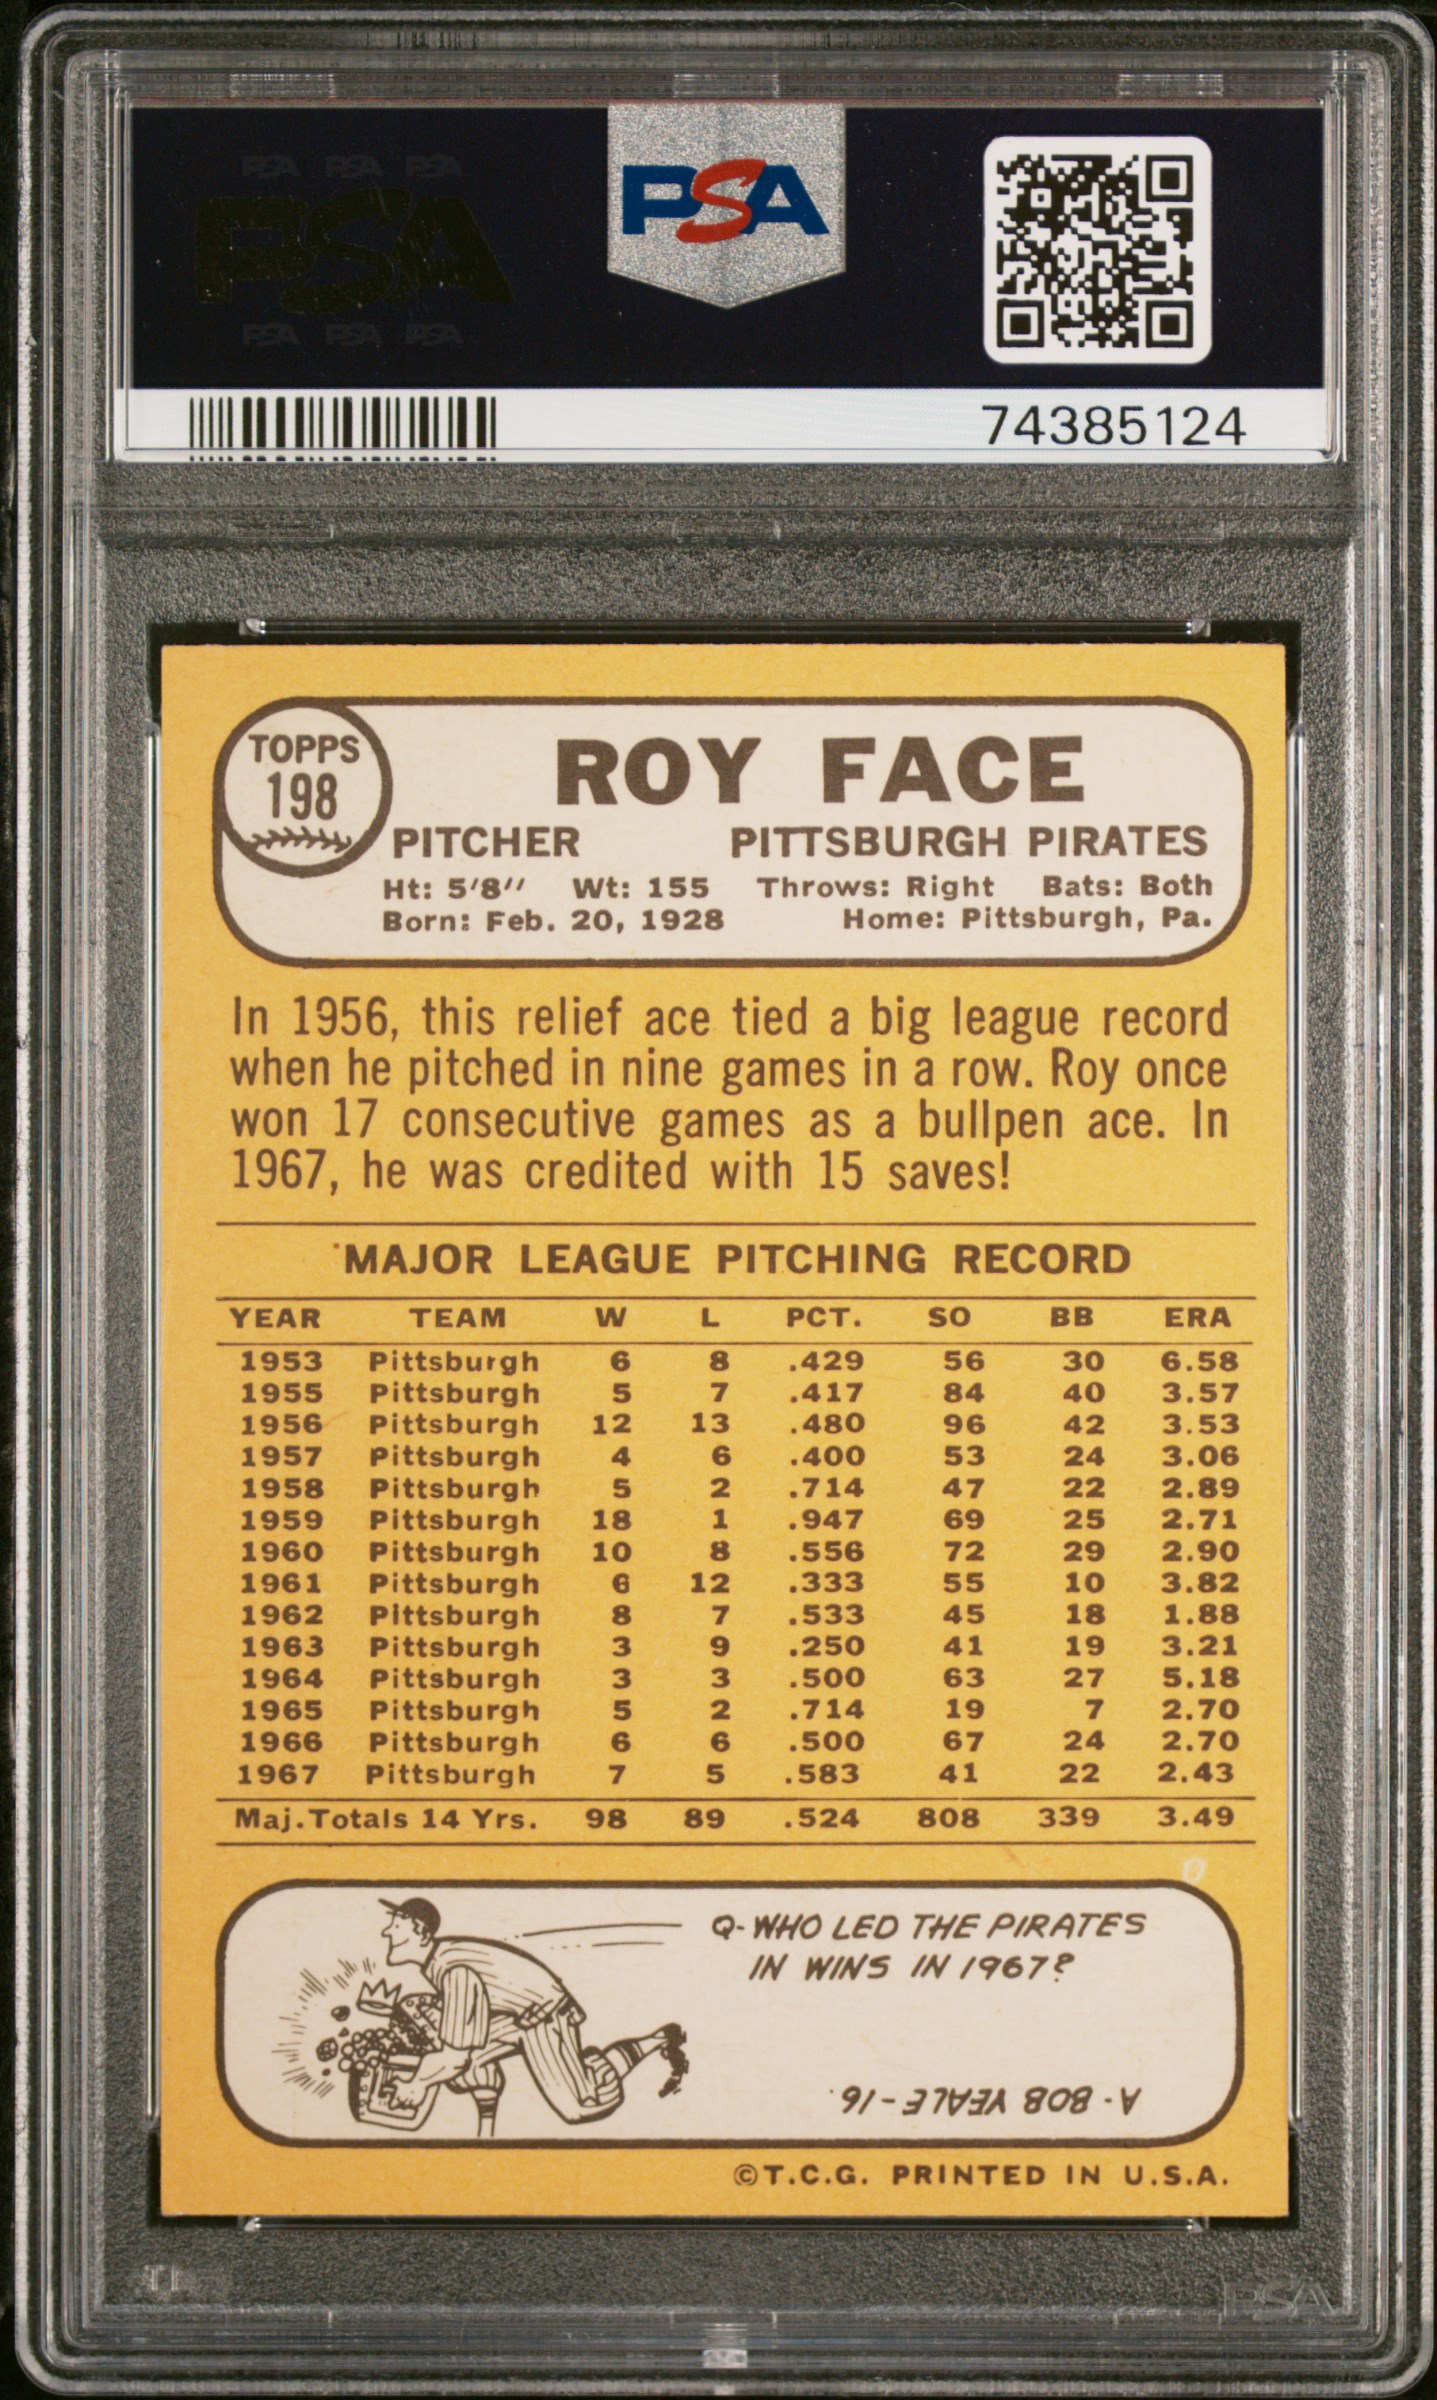 PSA PSA PSA
PSA
PSA PSA PSA
PSA
74385124
TOPPS
198
ROY FACE
PITCHER PITTSBURGH PIRATES
Ht: 5'8" Wt: 155 Throws: Right Bats: Both
Born: Feb. 20, 1928 Home: Pittsburgh, Pa.
In 1956, this relief ace tied a big league record
when he pitched in nine games in a row. Roy once
won 17 consecutive games as a bullpen ace. In
1967, he was credited with 15 saves!
MAJOR LEAGUE PITCHING RECORD
YEAR TEAM W L PCT. SO BB ERA
1953 Pittsburgh 6 8 .429 56 30 6.58
1955 Pittsburgh 5 7 .417 84 40 3.57
1956 Pittsburgh 12 13 .480 96 42 3.53
1957 Pittsburgh 4 6 .400 53 24 3.06
1958 Pittsburgh 5 2 .714 47 22 2.89
1959 Pittsburgh 18 1 .947 69 25 2.71
1960 Pittsburgh 10 8 .556 72 29 2.90
1961 Pittsburgh 6 12 .333 55 10 3.82
1962 Pittsburgh 8 7 .533 45 18 1.88
1963 Pittsburgh 3 9 .250 41 19 3.21
1964 Pittsburgh 3 3 .500 63 27 5.18
1965 Pittsburgh 5 2 .714 19 7 2.70
1966 Pittsburgh 6 6 .500 67 24 2.70
1967 Pittsburgh 7 5 .583 41 22 2.43
Maj.Totals 14 Yrs. 98 89 .524 808 339 3.49
Q-WHO LED THE PIRATES
IN WINS IN 1967?
A-BOB VEALE-16.
©T.C.G. PRINTED IN U.S.A.
PSA